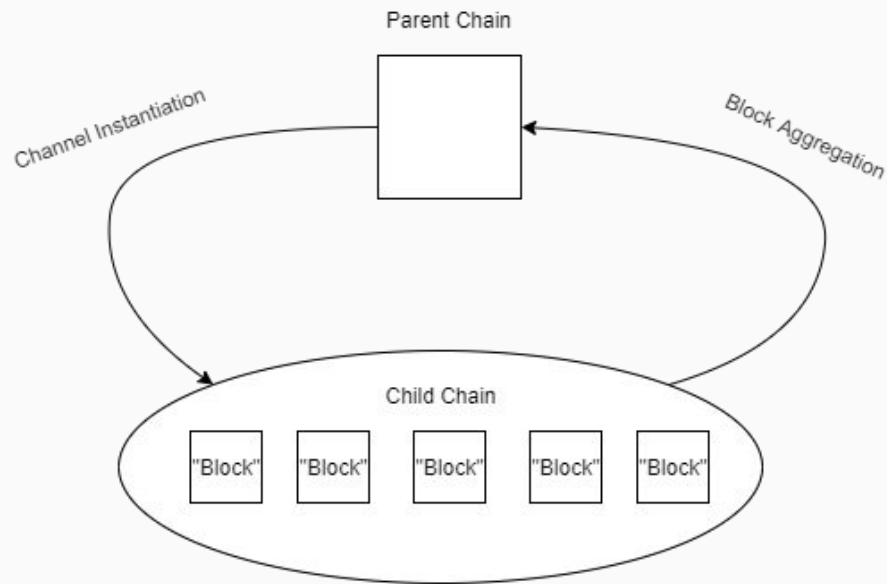 Parent Chain
Channel Instantiation
Block Aggregation
Child Chain
"Block"
"Block"
"Block"
"Block"
"Block"